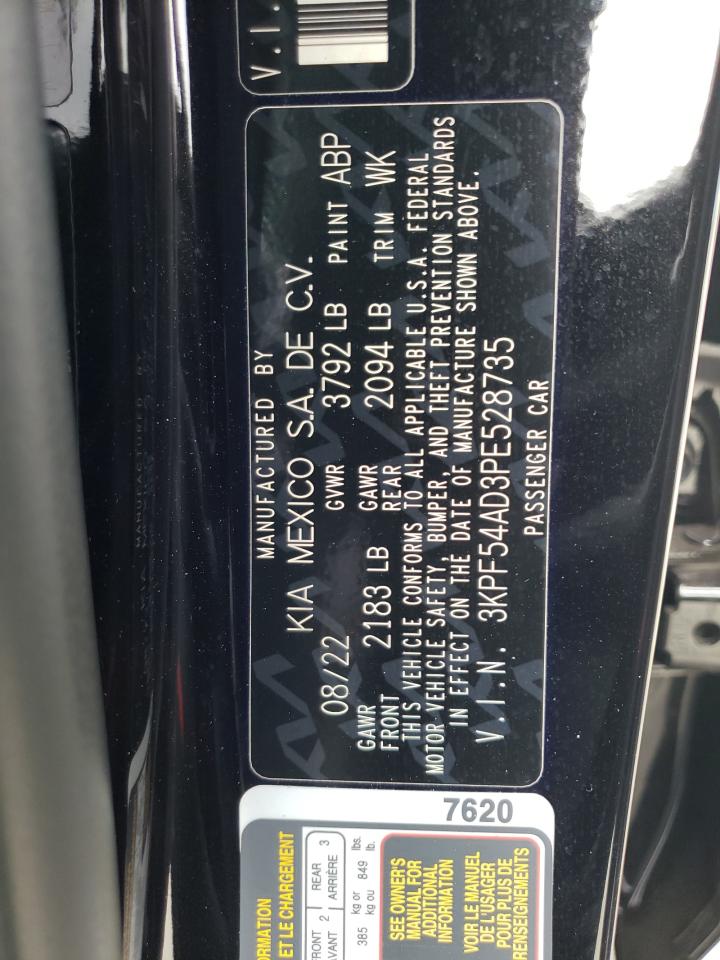 V.I.
MANUFACTURED BY
KIA MEXICO S.A. DE C.V.
08/22 GVWR 3792 LB PAINT ABP
GAWR FRONT 2183 LB GAWR REAR 2094 LB TRIM WK
THIS VEHICLE CONFORMS TO ALL APPLICABLE U.S.A. FEDERAL
MOTOR VEHICLE SAFETY, BUMPER, AND THEFT PREVENTION STANDARDS
IN EFFECT ON THE DATE OF MANUFACTURE SHOWN ABOVE.
V.I.N. 3KPF54AD3PE528735
PASSENGER CAR
7620
ORMATION
ET LE CHARGEMENT
FRONT 2 REAR 3
AVANT ARRIÈRE
385 kg or 849 lbs.
kg ou lb.
SEE OWNER'S
MANUAL FOR
ADDITIONAL
INFORMATION
VOIR LE MANUEL
DE L'USAGER
POUR PLUS DE
RENSEIGNEMENTS